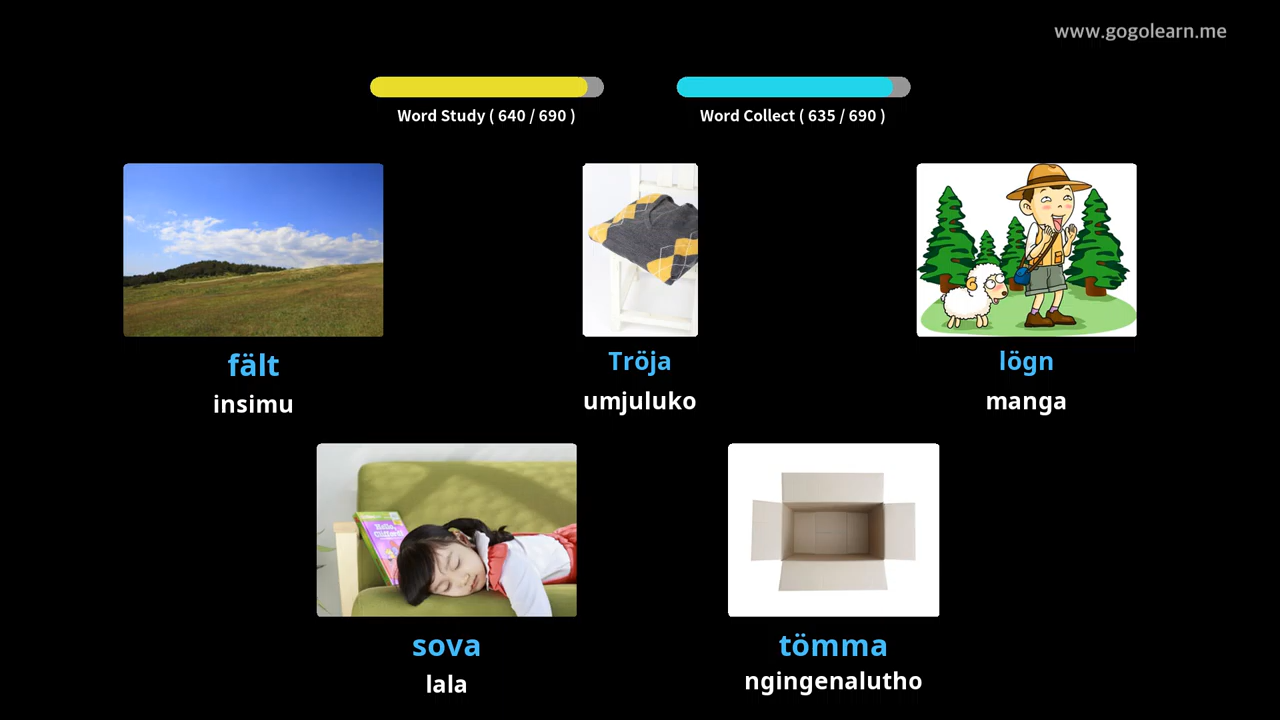 www.gogolearn.me
Word Study ( 640 / 690 )
Word Collect ( 635 / 690 )
fält
insimu
Tröja
umjuluko
lögn
manga
sova
lala
tömma
ngingenalutho